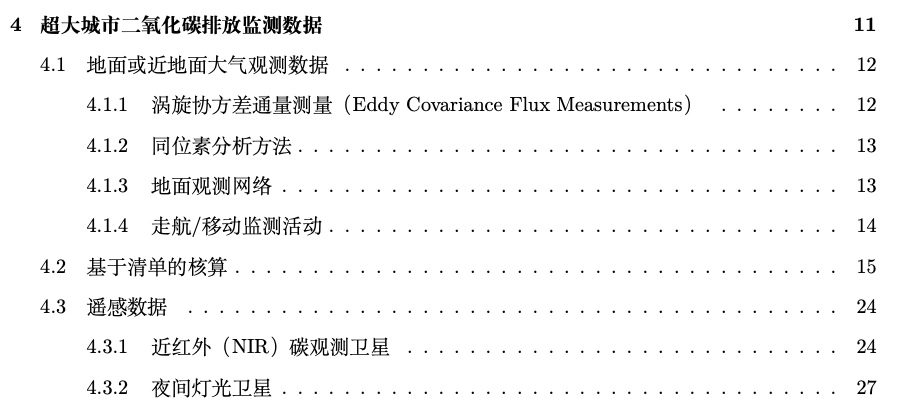 4 超大城市二氧化碳排放监测数据 11
4.1 地面或近地面大气观测数据 . . . . . . . . . . . . . . . . . . . . . . . . . . . . . . . . 12
4.1.1 涡旋协方差通量测量（Eddy Covariance Flux Measurements） . . . . . . . . 12
4.1.2 同位素分析方法 . . . . . . . . . . . . . . . . . . . . . . . . . . . . . . . . . . . 13
4.1.3 地面观测网络 . . . . . . . . . . . . . . . . . . . . . . . . . . . . . . . . . . . . 13
4.1.4 走航/移动监测活动 . . . . . . . . . . . . . . . . . . . . . . . . . . . . . . . . . 14
4.2 基于清单的核算 . . . . . . . . . . . . . . . . . . . . . . . . . . . . . . . . . . . . . . . 15
4.3 遥感数据 . . . . . . . . . . . . . . . . . . . . . . . . . . . . . . . . . . . . . . . . . . 24
4.3.1 近红外（NIR）碳观测卫星 . . . . . . . . . . . . . . . . . . . . . . . . . . . . 24
4.3.2 夜间灯光卫星 . . . . . . . . . . . . . . . . . . . . . . . . . . . . . . . . . . . . 27